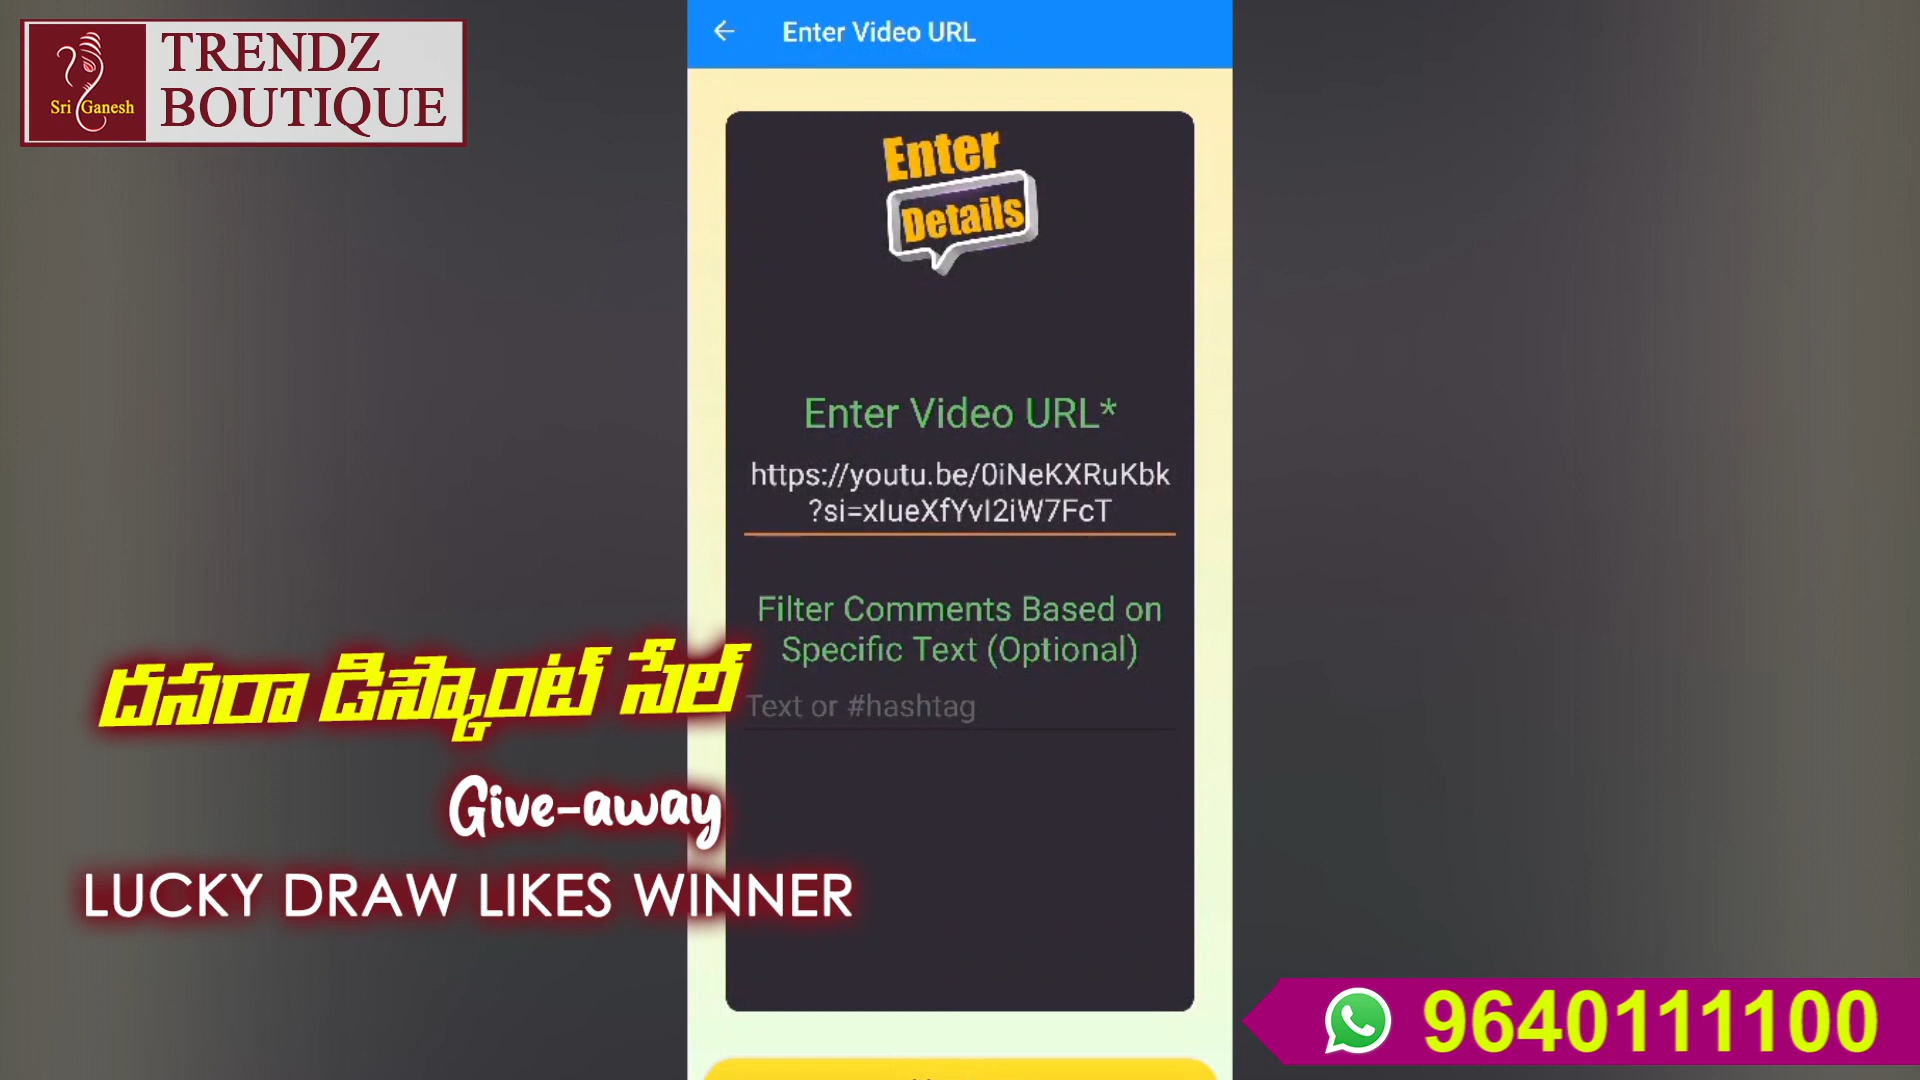 Sri Ganesh
TRENDZ
BOUTIQUE
Enter Video URL
Enter
Details
Enter Video URL*
https://youtu.be/0iNeKXRuKbk
?si=xIueXfYvI2iW7FcT
Filter Comments Based on
Specific Text (Optional)
Text or #hashtag
దసరా డిస్కౌంట్ సేల్
Give-away
LUCKY DRAW LIKES WINNER
9640111100